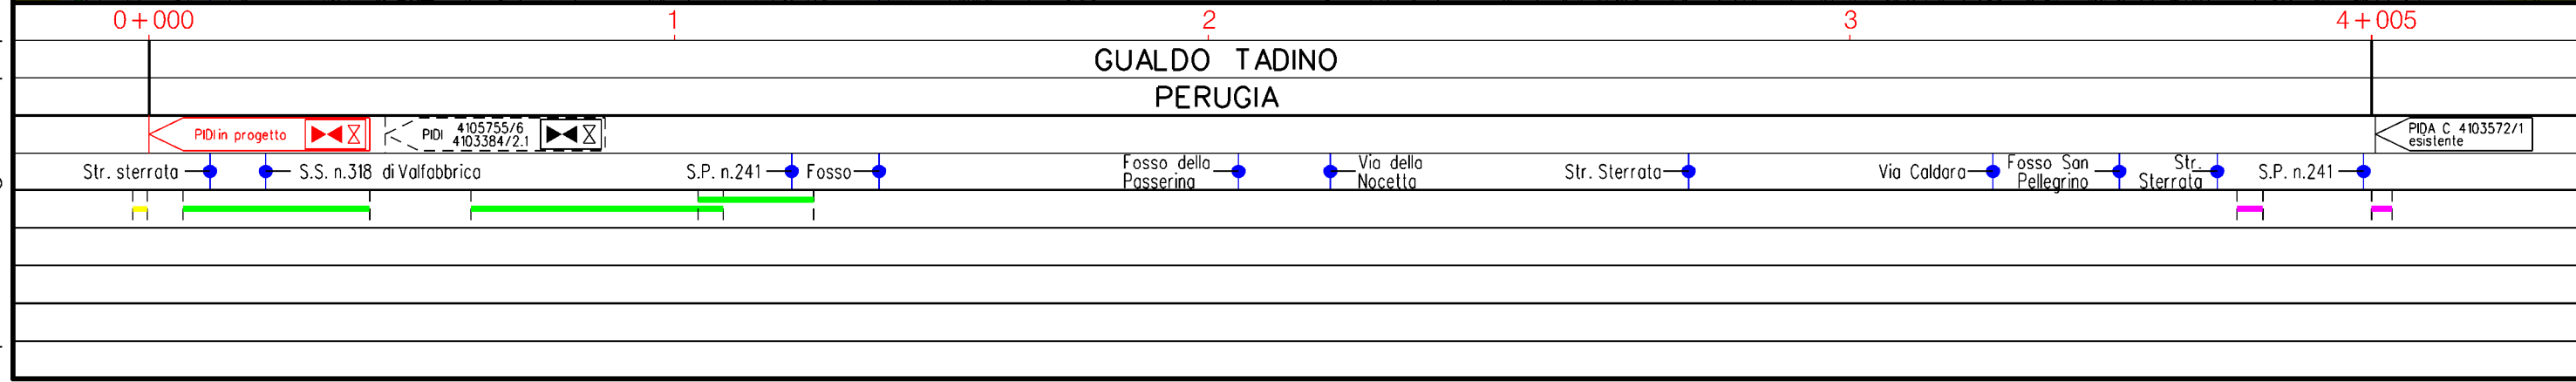 0+000 1 2 3 4+005
GUALDO TADINO
PERUGIA
PIDI in progetto
PIDI 4105755/6
4103384/2.1
PIDA C 4103572/1
esistente
Str. sterrata
S.S. n.318 di Valfabbrica
S.P. n.241
Fosso
Fosso della
Passerina
Via della
Nocetta
Str. Sterrata
Via Caldara
Fosso San
Pellegrino
Str.
Sterrata
S.P. n.241